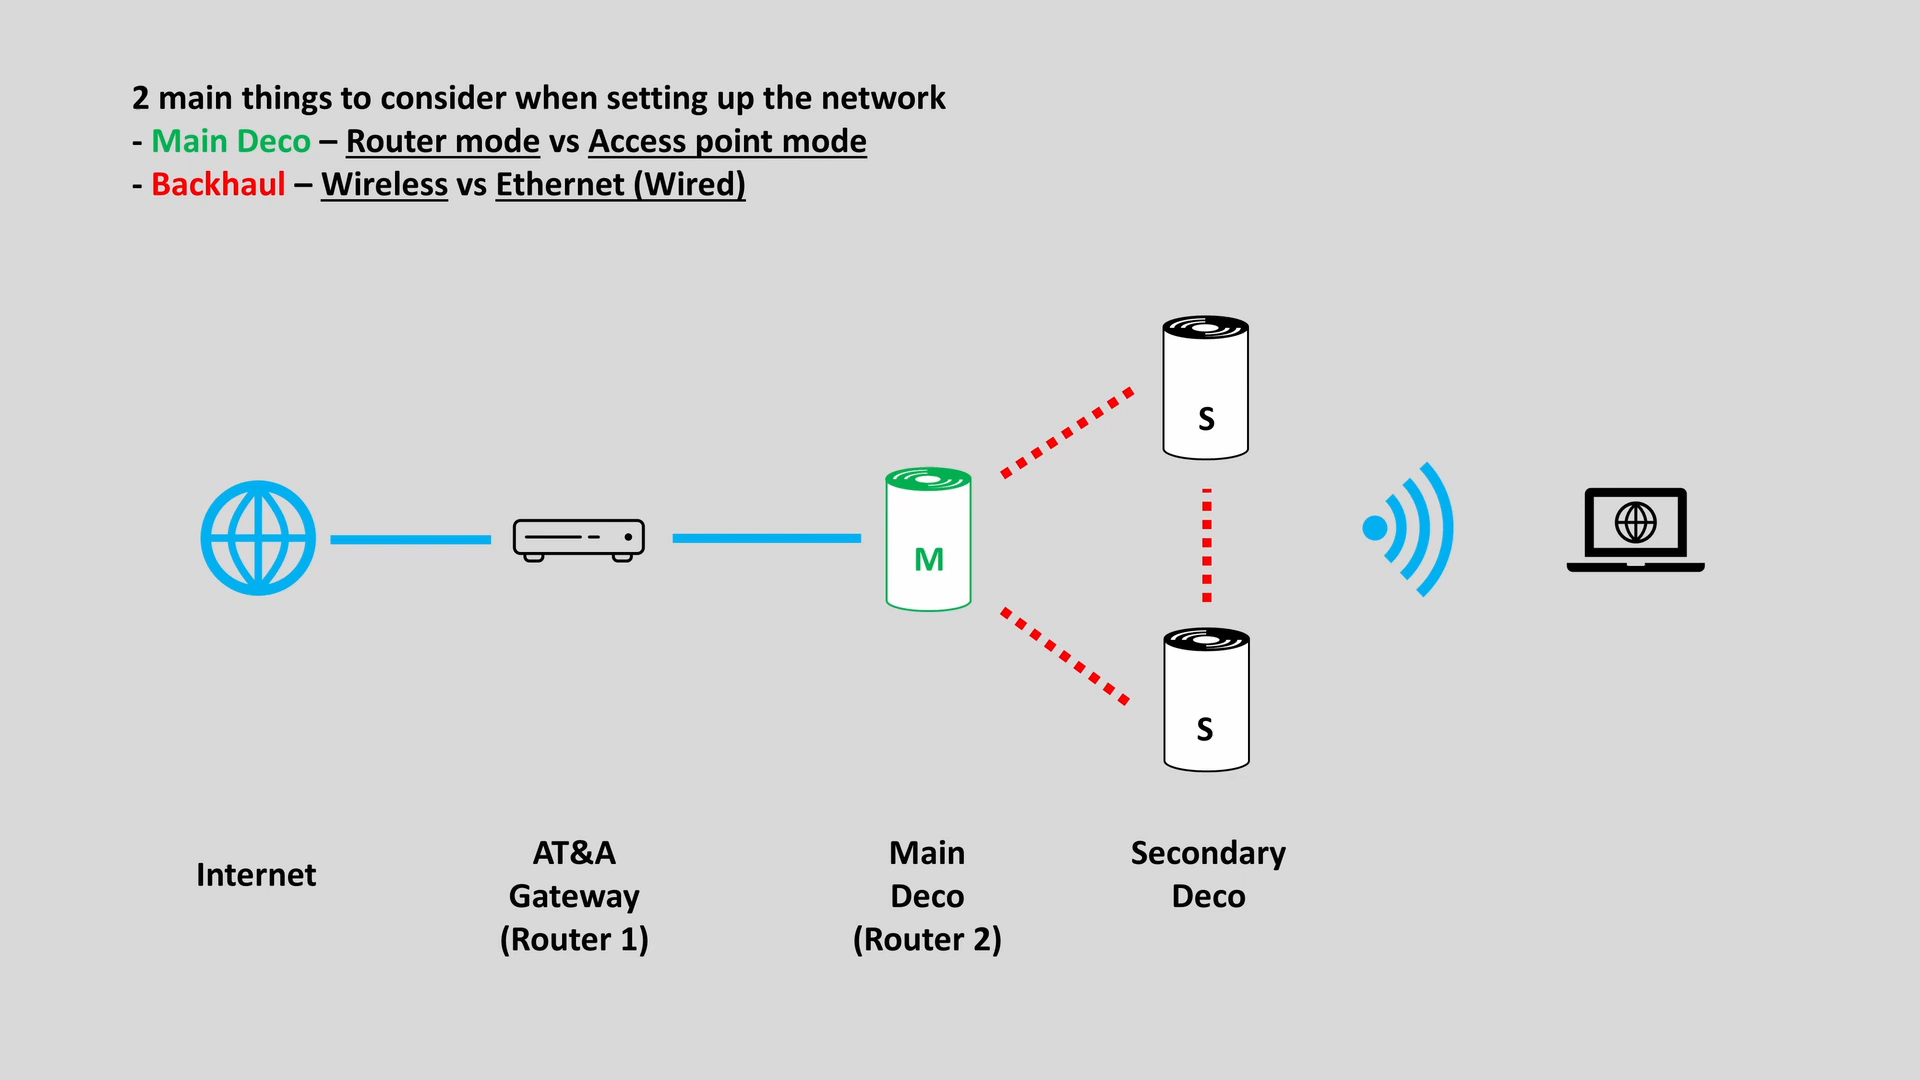 2 main things to consider when setting up the network
- Main Deco – Router mode vs Access point mode
- Backhaul – Wireless vs Ethernet (Wired)
S
M
S
Internet
AT&A
Gateway
(Router 1)
Main
Deco
(Router 2)
Secondary
Deco